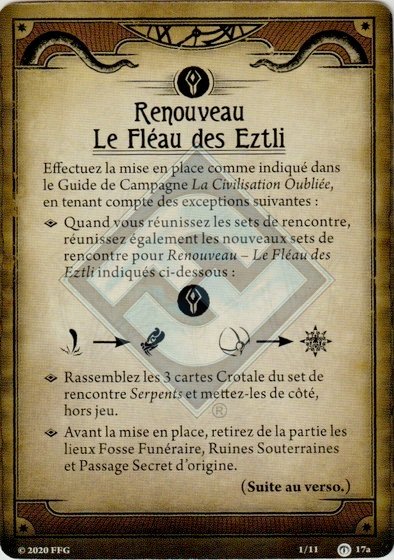 Renouveau
Le Fléau des Eztli
Effectuez la mise en place comme indiqué dans
le Guide de Campagne La Civilisation Oubliée,
en tenant compte des exceptions suivantes :
Quand vous réunissez les sets de rencontre,
réunissez également les nouveaux sets de
rencontre pour Renouveau – Le Fléau des
Eztli indiqués ci-dessous :
Rassemblez les 3 cartes Crotale du set de
rencontre Serpents et mettez-les de côté,
hors jeu.
®
Avant la mise en place, retirez de la partie les
lieux Fosse Funéraire, Ruines Souterraines
et Passage Secret d'origine.
(Suite au verso.)
© 2020 FFG
1/11
17a